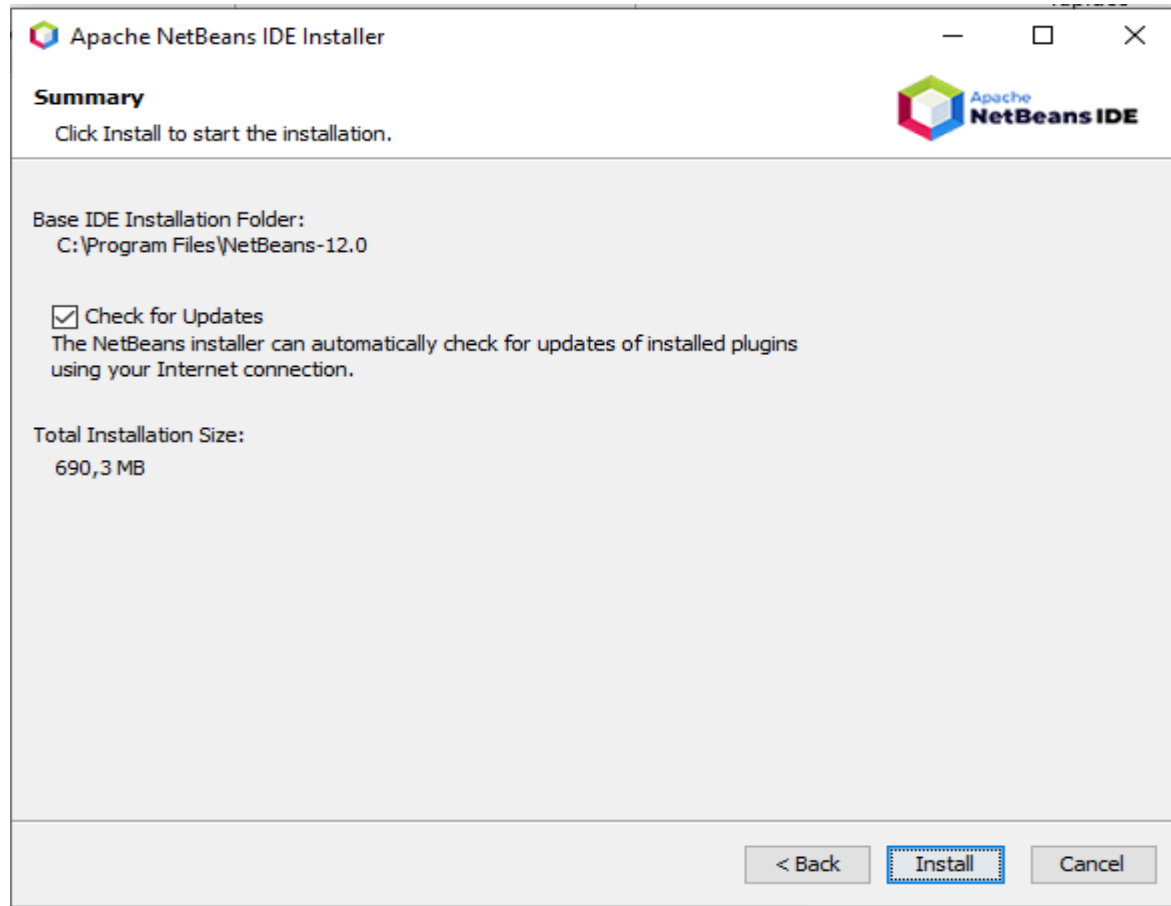 Apache NetBeans IDE Installer
Summary
Click Install to start the installation.
Apache
NetBeans IDE
Base IDE Installation Folder:
C:\Program Files\NetBeans-12.0
Check for Updates
The NetBeans installer can automatically check for updates of installed plugins
using your Internet connection.
Total Installation Size:
690,3 MB
< Back
Install
Cancel